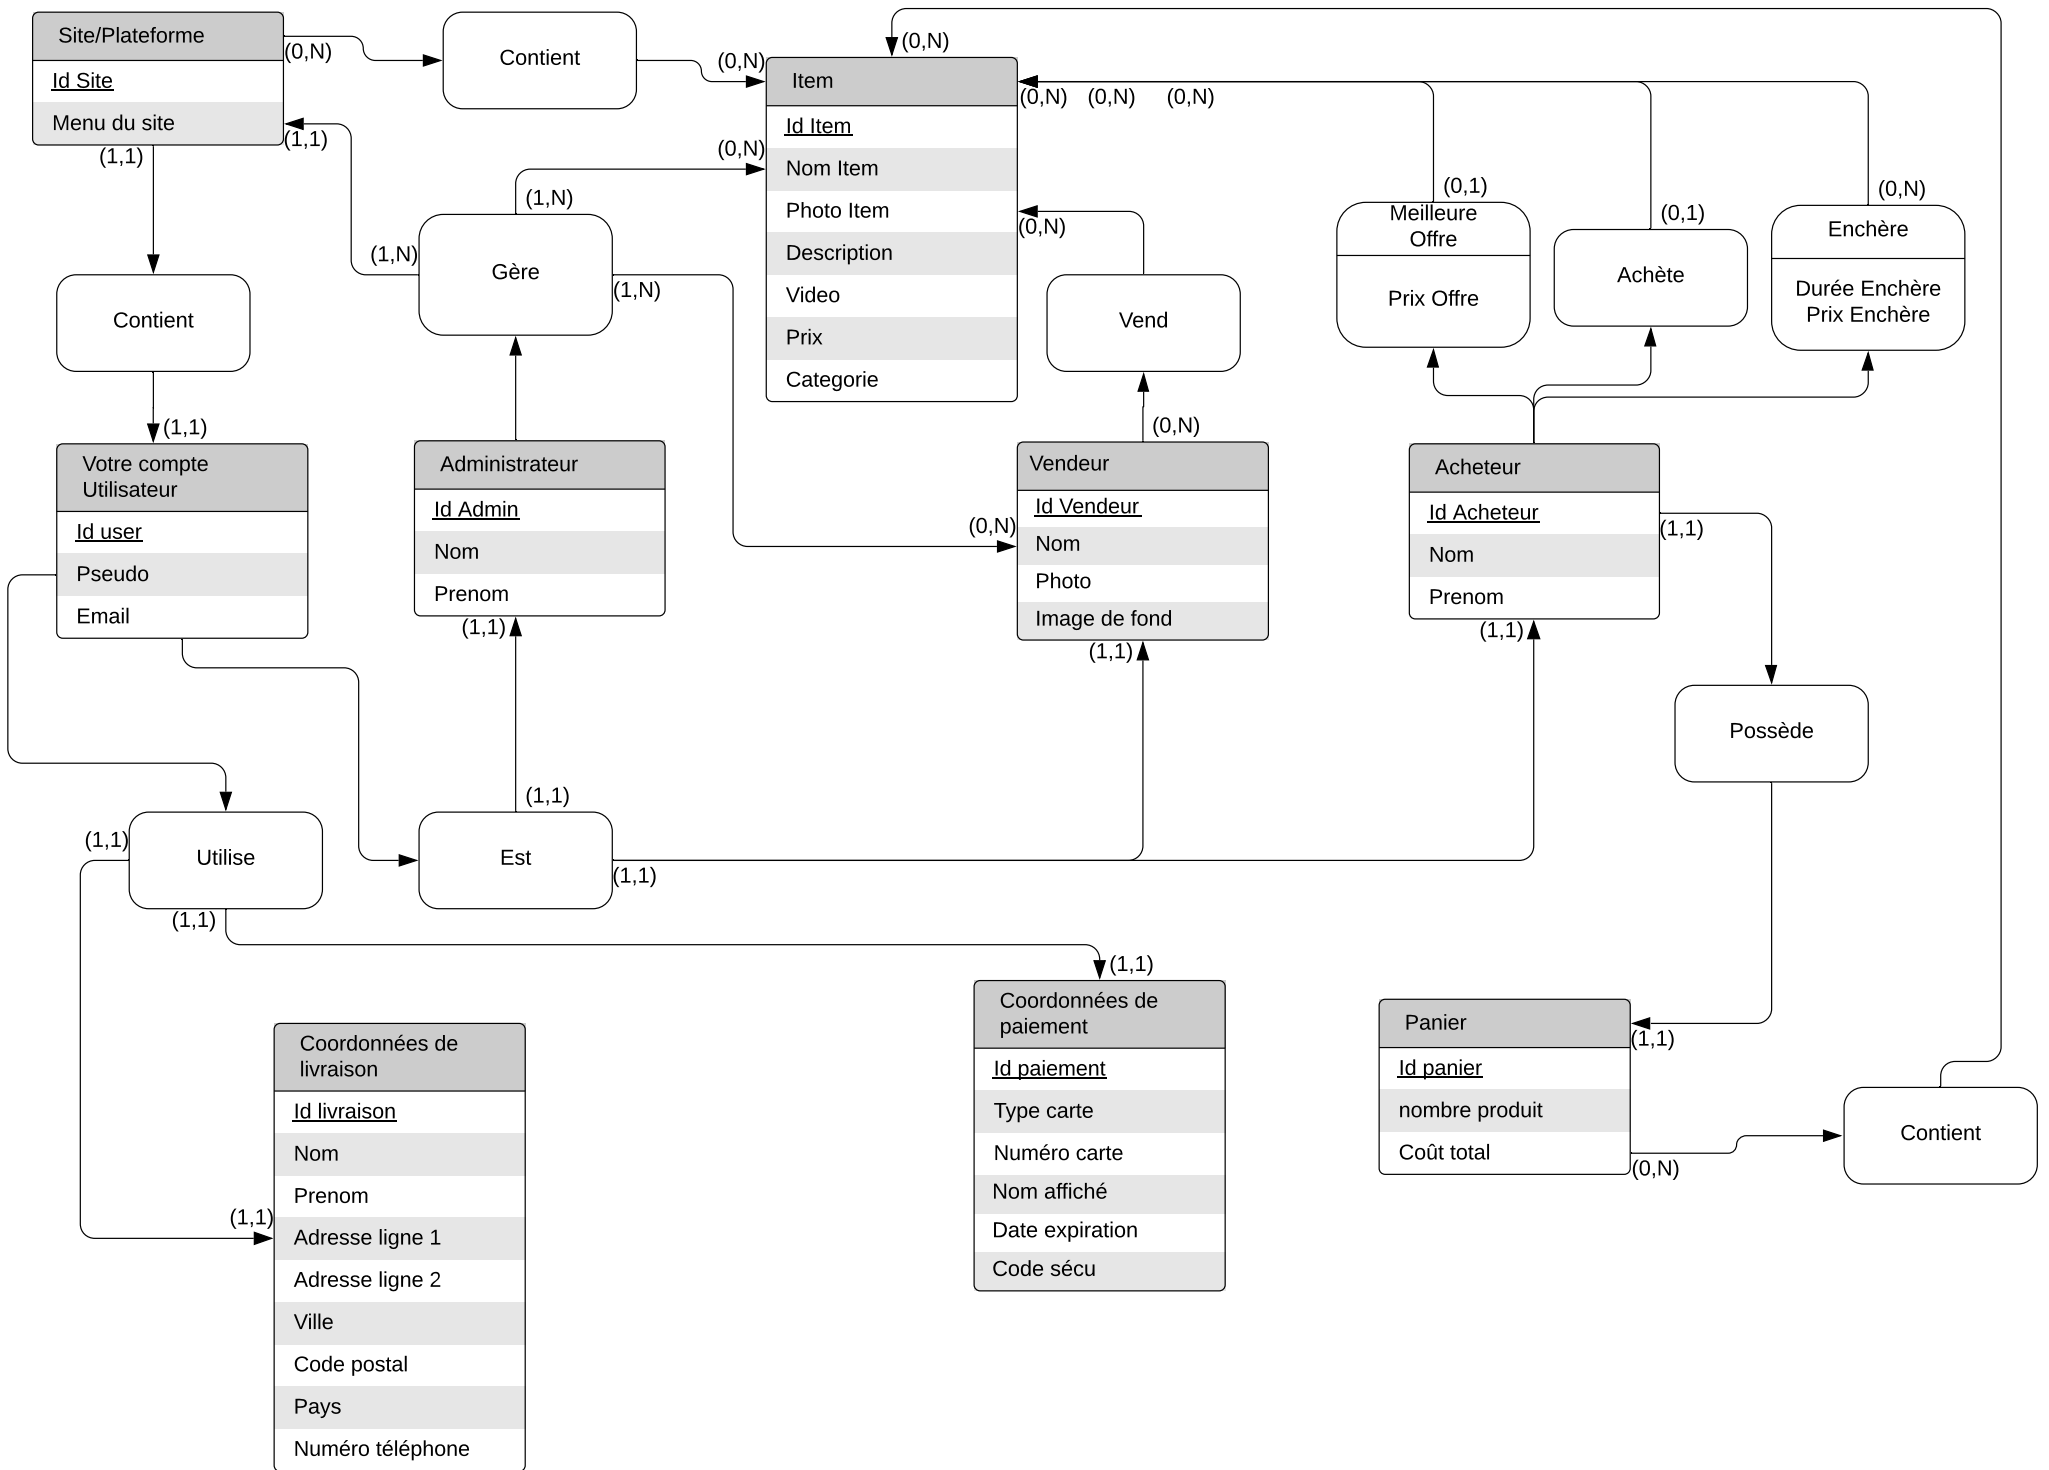 Site/Plateforme
Id Site
Menu du site
(0,N)
(1,1)
(1,1)
Contient
(0,N)
(0,N)
Item
Id Item
Nom Item
Photo Item
Description
Video
Prix
Categorie
(0,N)
(0,N)
(0,N)
(0,N)
(0,N)
(0,N)
(1,N)
(1,N)
Gère
(1,N)
Contient
(1,1)
Vend
(0,N)
(0,1)
Meilleure
Offre
Prix Offre
(0,1)
Achète
(0,N)
Enchère
Durée Enchère
Prix Enchère
Votre compte
Utilisateur
Id user
Pseudo
Email
Administrateur
Id Admin
Nom
Prenom
(1,1)
(0,N)
Vendeur
Id Vendeur
Nom
Photo
Image de fond
(1,1)
Acheteur
Id Acheteur
Nom
Prenom
(1,1)
(1,1)
Possède
Utilise
(1,1)
(1,1)
(1,1)
Est
(1,1)
Coordonnées de
livraison
Id livraison
Nom
Prenom
Adresse ligne 1
Adresse ligne 2
Ville
Code postal
Pays
Numéro téléphone
(1,1)
(1,1)
Coordonnées de
paiement
Id paiement
Type carte
Numéro carte
Nom affiché
Date expiration
Code sécu
Panier
Id panier
nombre produit
Coût total
(1,1)
(0,N)
Contient